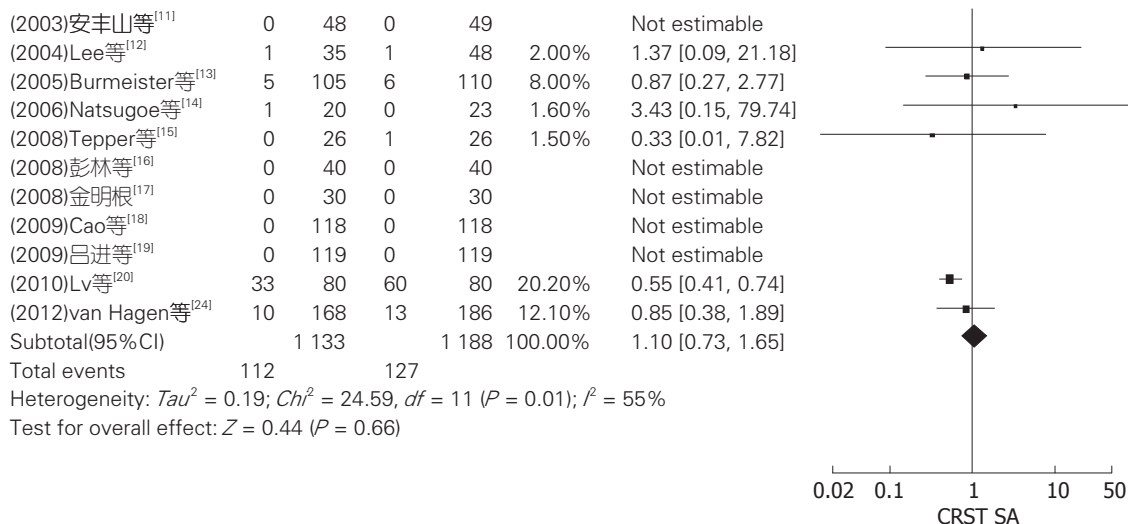 (2003)安丰山等[11] 0 48 0 49 Not estimable
(2004)Lee等[12] 1 35 1 48 2.00% 1.37 [0.09, 21.18]
(2005)Burmeister等[13] 5 105 6 110 8.00% 0.87 [0.27, 2.77]
(2006)Natsugoe等[14] 1 20 0 23 1.60% 3.43 [0.15, 79.74]
(2008)Tepper等[15] 0 26 1 26 1.50% 0.33 [0.01, 7.82]
(2008)彭林等[16] 0 40 0 40 Not estimable
(2008)金明根[17] 0 30 0 30 Not estimable
(2009)Cao等[18] 0 118 0 118 Not estimable
(2009)吕进等[19] 0 119 0 119 Not estimable
(2010)Lv等[20] 33 80 60 80 20.20% 0.55 [0.41, 0.74]
(2012)van Hagen等[24] 10 168 13 186 12.10% 0.85 [0.38, 1.89]
Subtotal(95%CI) 1 133 1 188 100.00% 1.10 [0.73, 1.65]
Total events 112 127
Heterogeneity: Tau² = 0.19; Chi² = 24.59, df = 11 (P = 0.01); I² = 55%
Test for overall effect: Z = 0.44 (P = 0.66)
0.02 0.1 1 10 50
CRST SA